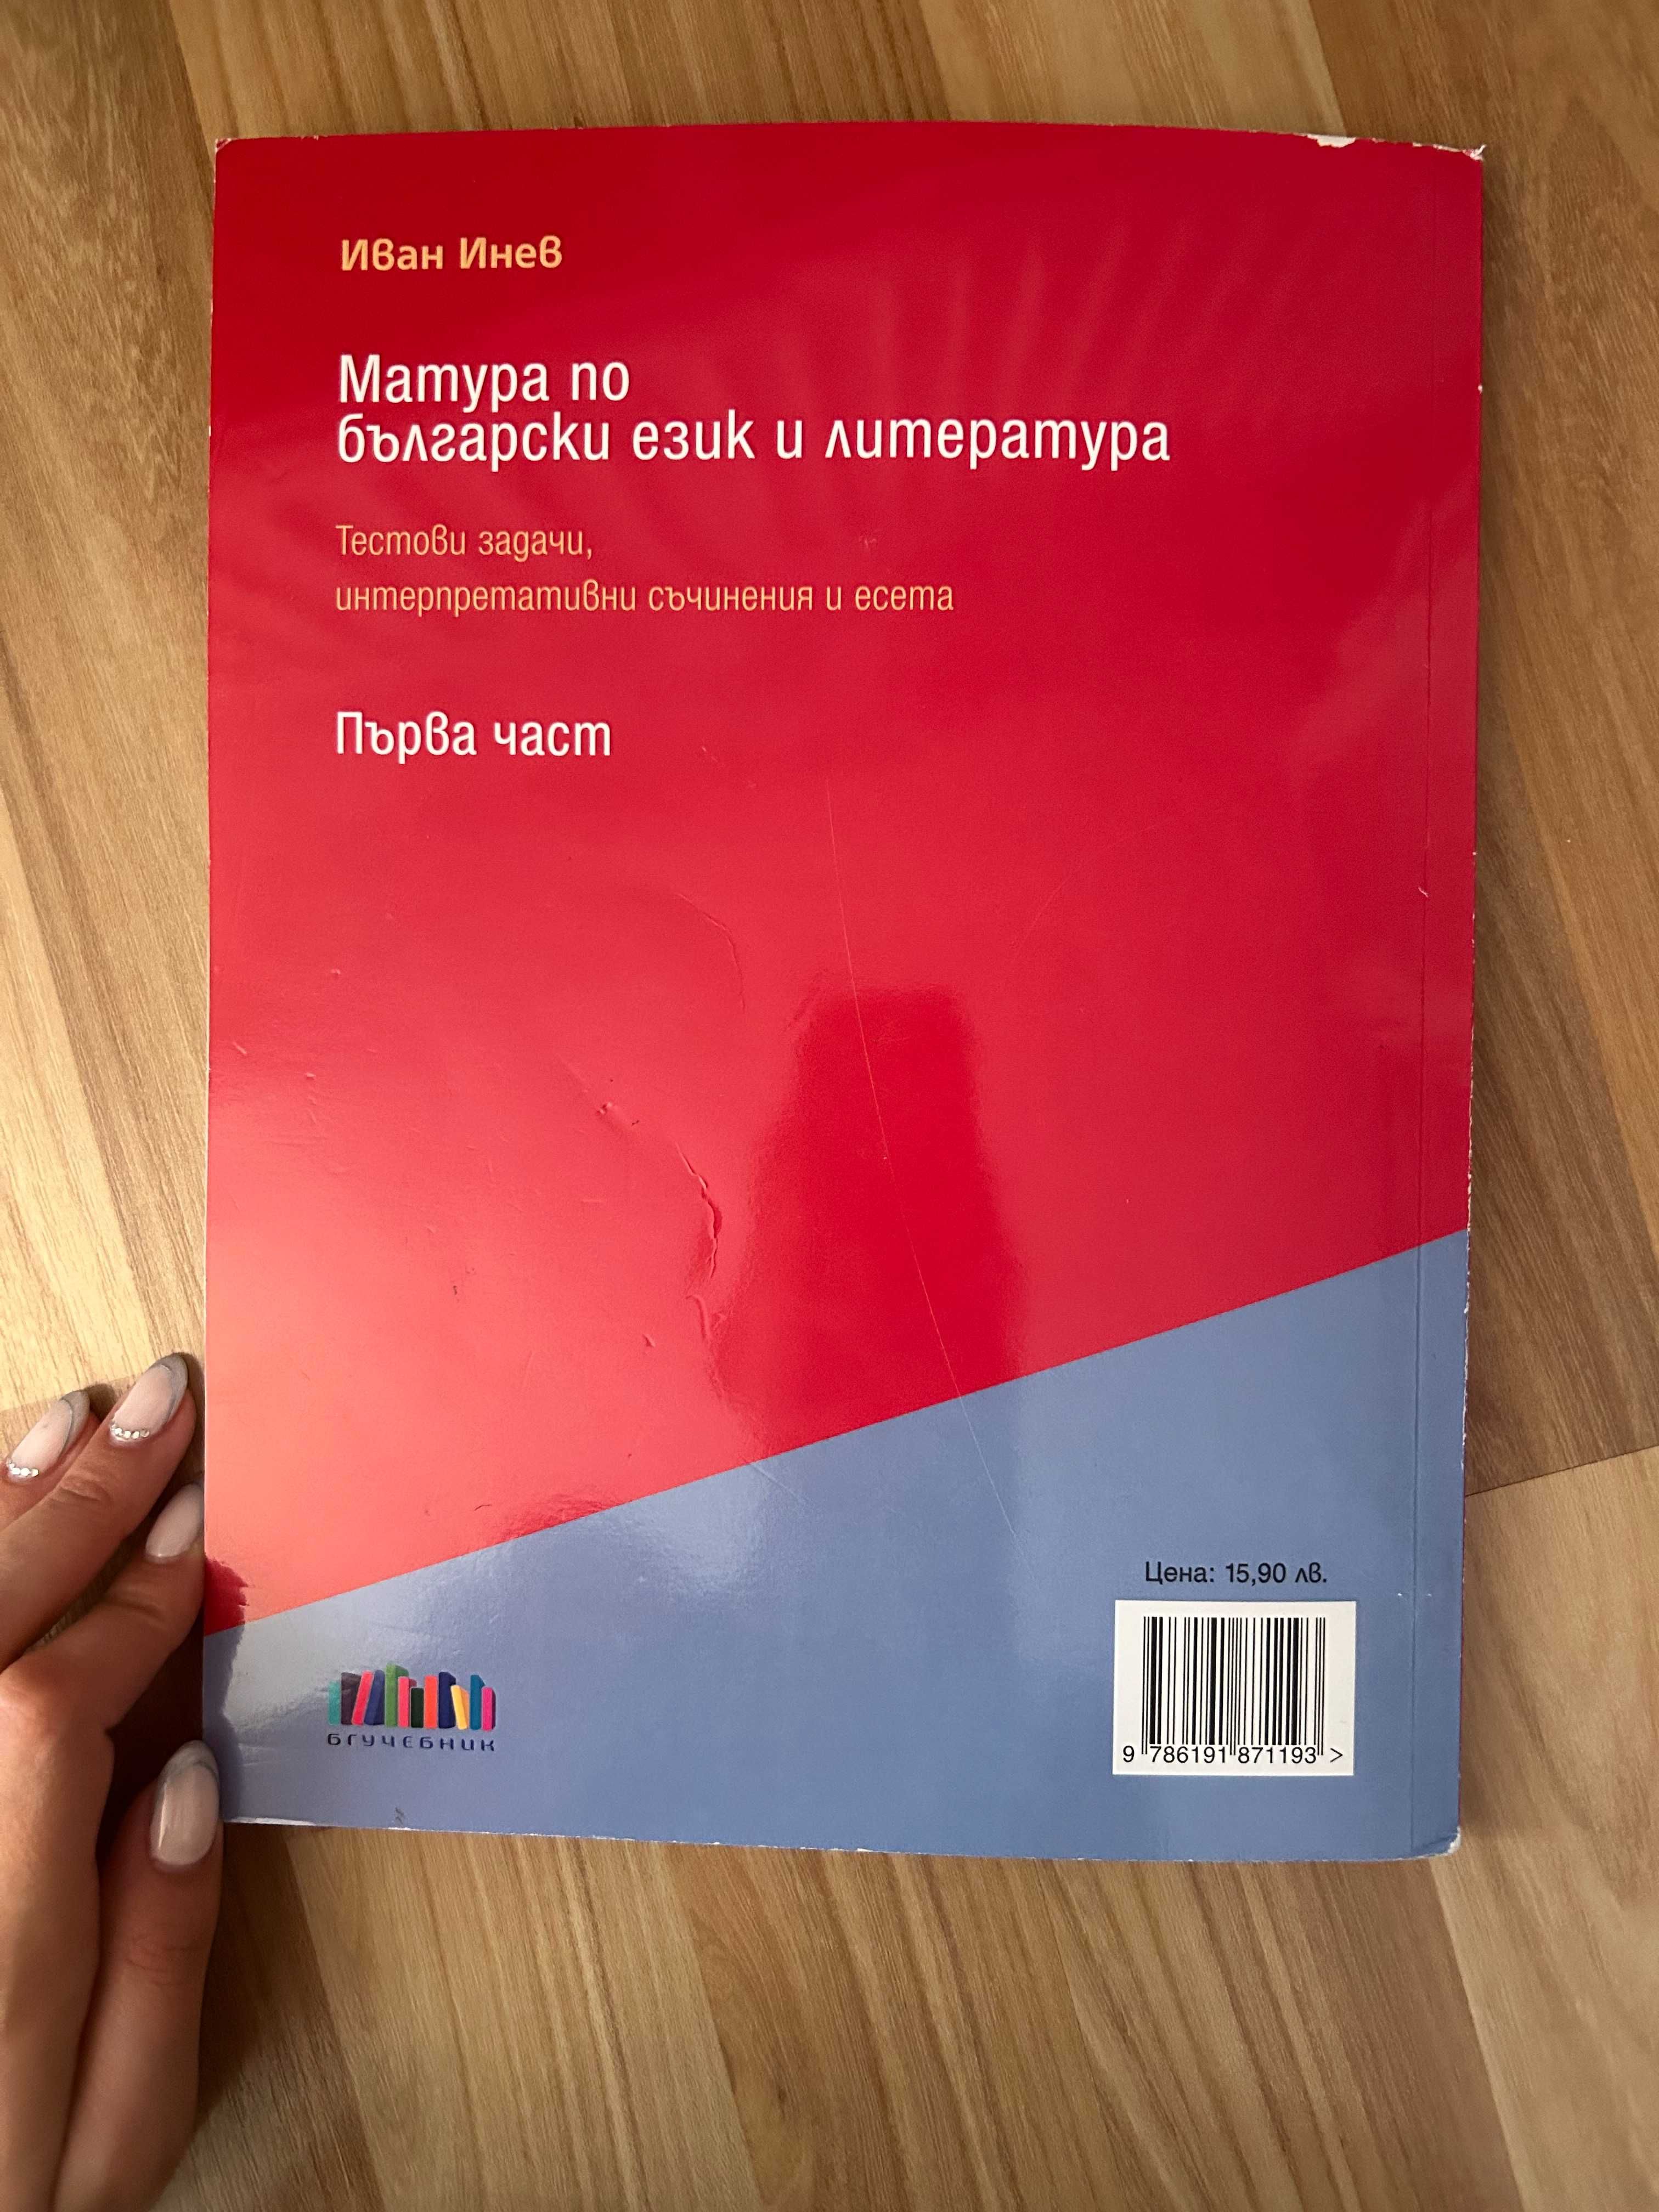 Иван Инев
Матура по
български език и литература
Тестови задачи,
интерпретативни съчинения и есета
Първа част
Цена: 15,90 лв.
9 786191 871193 >
БГУЧЕБНИК